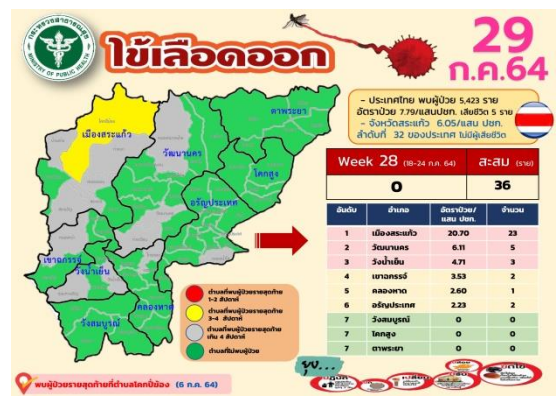 กระทรวงสาธารณสุข
MINISTRY OF PUBLIC HEALTH
ไข้เลือดออก
29
ก.ค.64
- ประเทศไทย พบผู้ป่วย 5,423 ราย
อัตราป่วย 7.79/แสนปชก. เสียชีวิต 5 ราย
- จังหวัดสระแก้ว 6.05/แสน ปชก.
ลำดับที่ 32 ของประเทศ ไม่มีผู้เสียชีวิต
Week 28 (18-24 ก.ค. 64) สะสม (ราย)
0 36
อันดับ อำเภอ อัตราป่วย/แสน ปชก. จำนวน
1 เมืองสระแก้ว 20.70 23
2 วัฒนานคร 6.11 5
3 วังน้ำเย็น 4.71 3
4 เขาฉกรรจ์ 3.53 2
5 คลองหาด 2.60 1
6 อรัญประเทศ 2.23 2
7 วังสมบูรณ์ 0 0
7 โคกสูง 0 0
7 ตาพระยา 0 0
เมืองสระแก้ว
วัฒนานคร
ตาพระยา
โคกสูง
อรัญประเทศ
เขาฉกรรจ์
วังน้ำเย็น
คลองหาด
วังสมบูรณ์
ตำบลที่พบผู้ป่วยรายสุดท้าย
1-2 สัปดาห์
ตำบลที่พบผู้ป่วยรายสุดท้าย
3-4 สัปดาห์
ตำบลที่พบผู้ป่วยรายสุดท้าย
เกิน 4 สัปดาห์
ตำบลที่ไม่พบผู้ป่วย
พบผู้ป่วยรายสุดท้ายที่ตำบลโคกปี่ฆ้อง (6 ก.ค. 64)
ยุง...